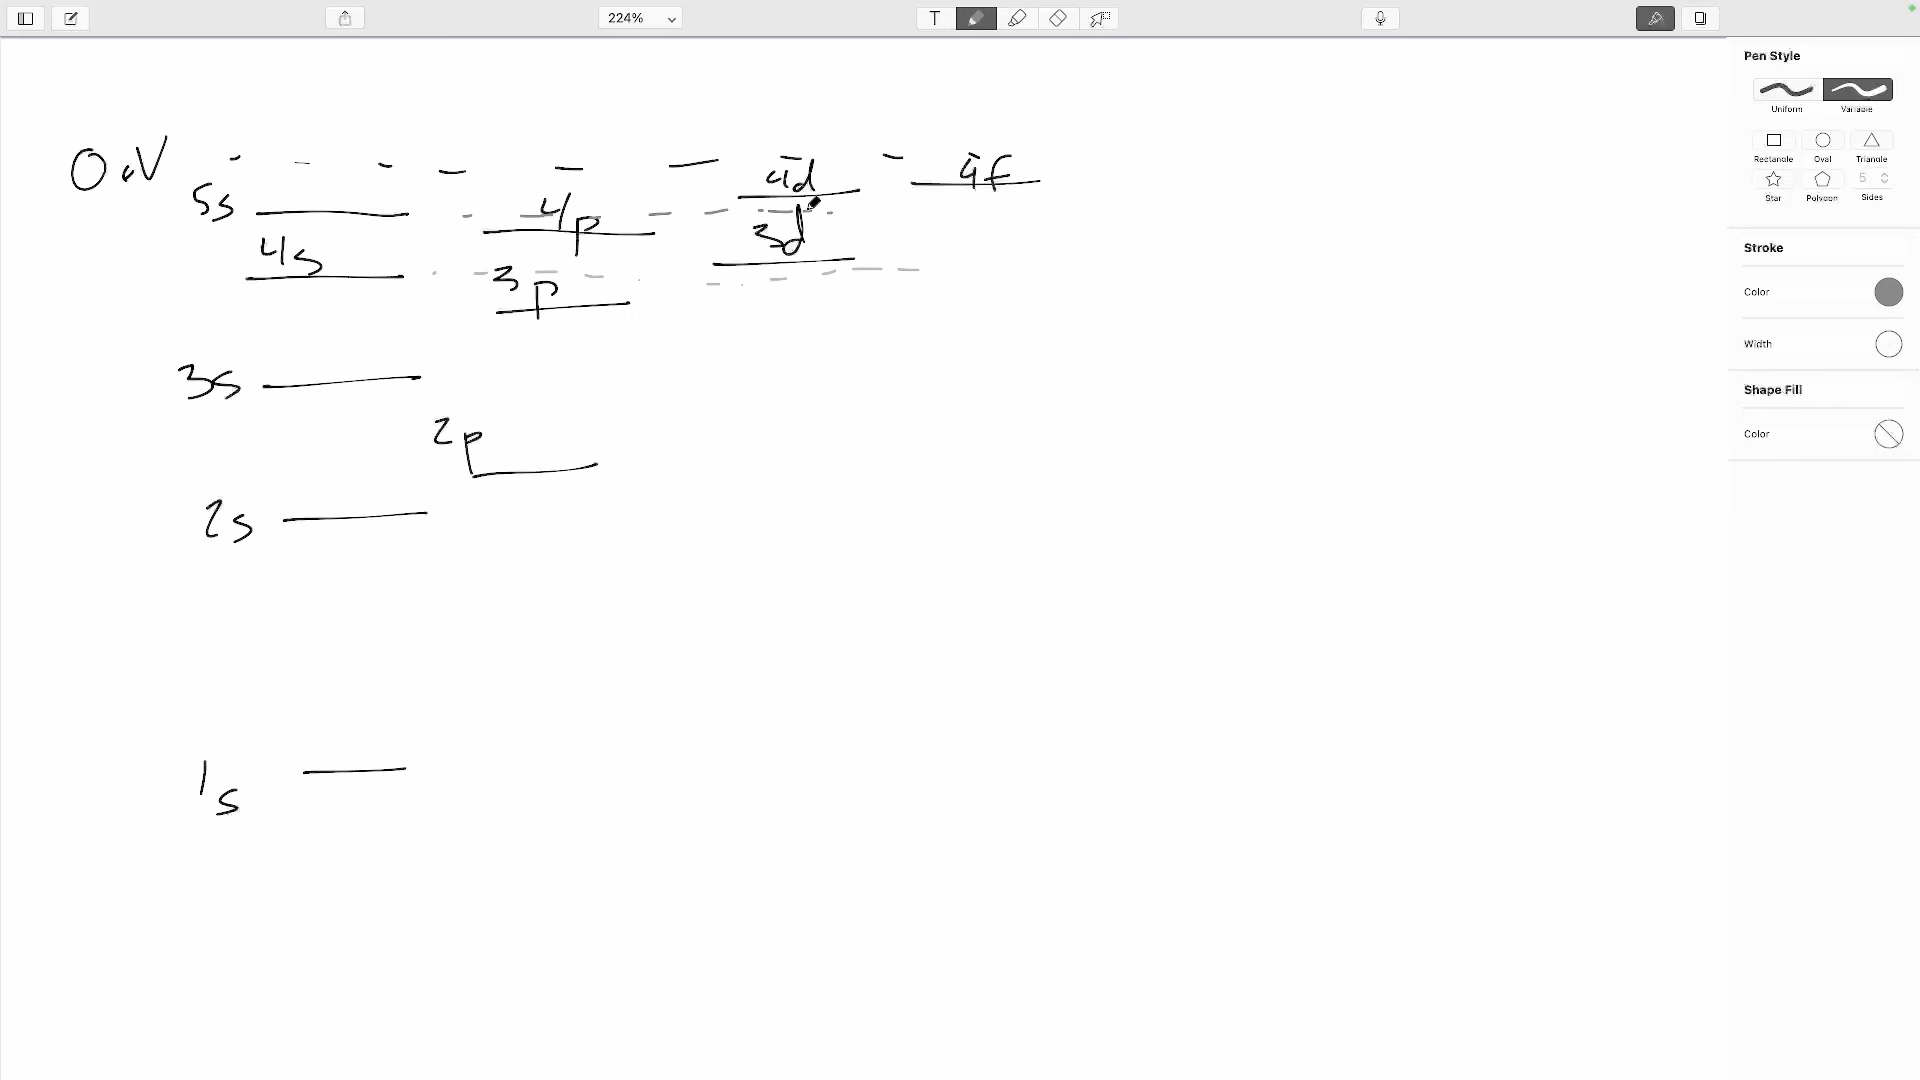 224%
T
Pen Style
Uniform
Variable
Rectangle
Oval
Triangle
Star
Polygon
5
Sides
Stroke
Color
Width
Shape Fill
Color
0 eV
4d
4f
5s
4p
3d
4s
3p
3s
2p
2s
1s